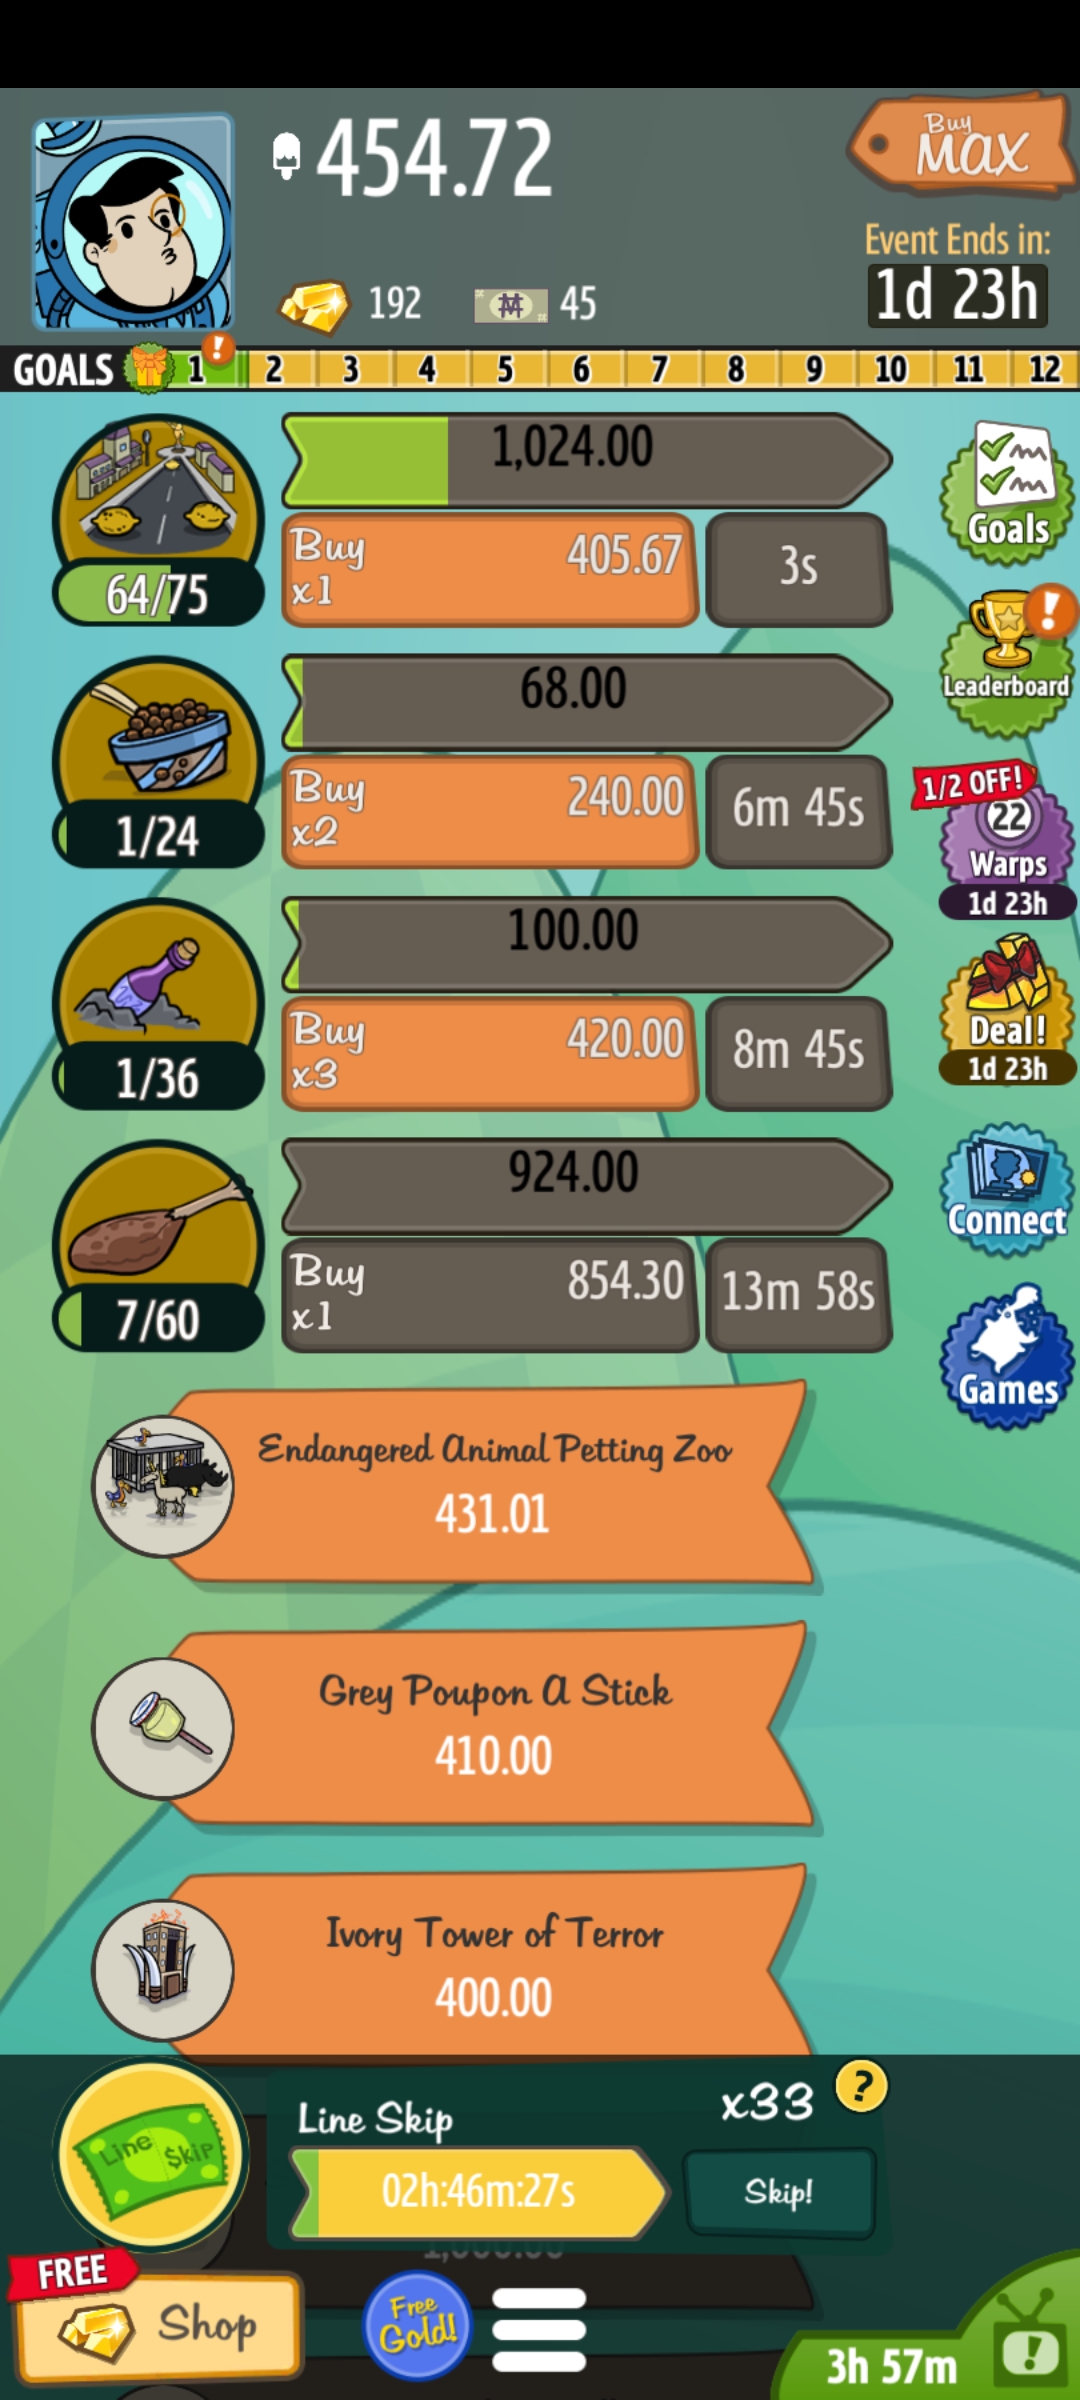 454.72
Buy
MAX
Event Ends in:
1d 23h
192
45
GOALS
1
!
2
3
4
5
6
7
8
9
10
11
12
1,024.00
64/75
Buy
x1
405.67
3s
Goals
68.00
1/24
Buy
x2
240.00
6m 45s
!
Leaderboard
1/2 OFF!
22
Warps
1d 23h
100.00
1/36
Buy
x3
420.00
8m 45s
Deal!
1d 23h
924.00
7/60
Buy
x1
854.30
13m 58s
Connect
Games
Endangered Animal Petting Zoo
431.01
Grey Poupon A Stick
410.00
Ivory Tower of Terror
400.00
Line $kip
Line Skip
x33
?
02h:46m:27s
Skip!
FREE
Shop
Free
Gold!
3h 57m
!